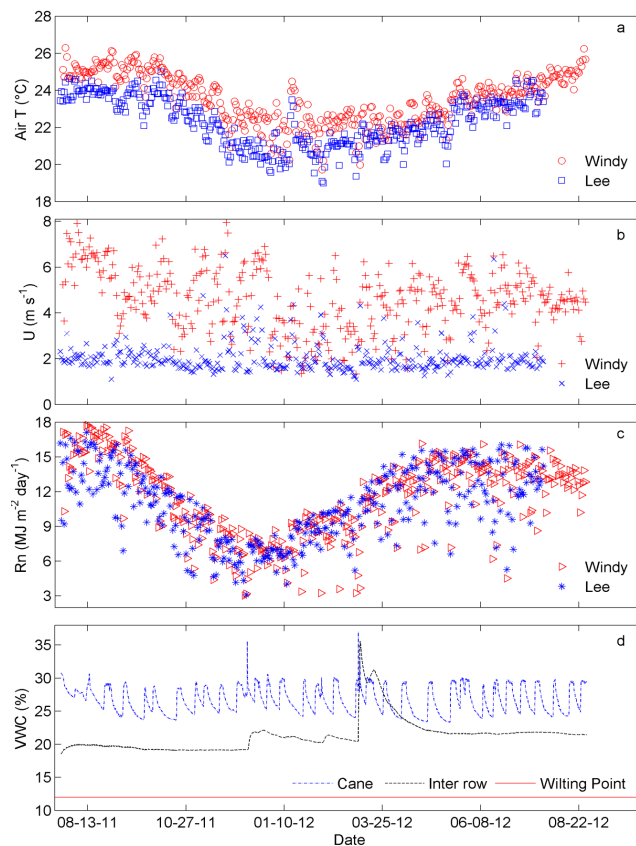 a
28
26
24
22
20
18
Air T (°C)
Windy
Lee
b
8
6
4
2
0
U (m s⁻¹)
Windy
Lee
c
18
15
12
9
6
3
Rn (MJ m⁻² day⁻¹)
Windy
Lee
d
35
30
25
20
15
10
VWC (%)
Cane Inter row Wilting Point
08-13-11 10-27-11 01-10-12 03-25-12 06-08-12 08-22-12
Date